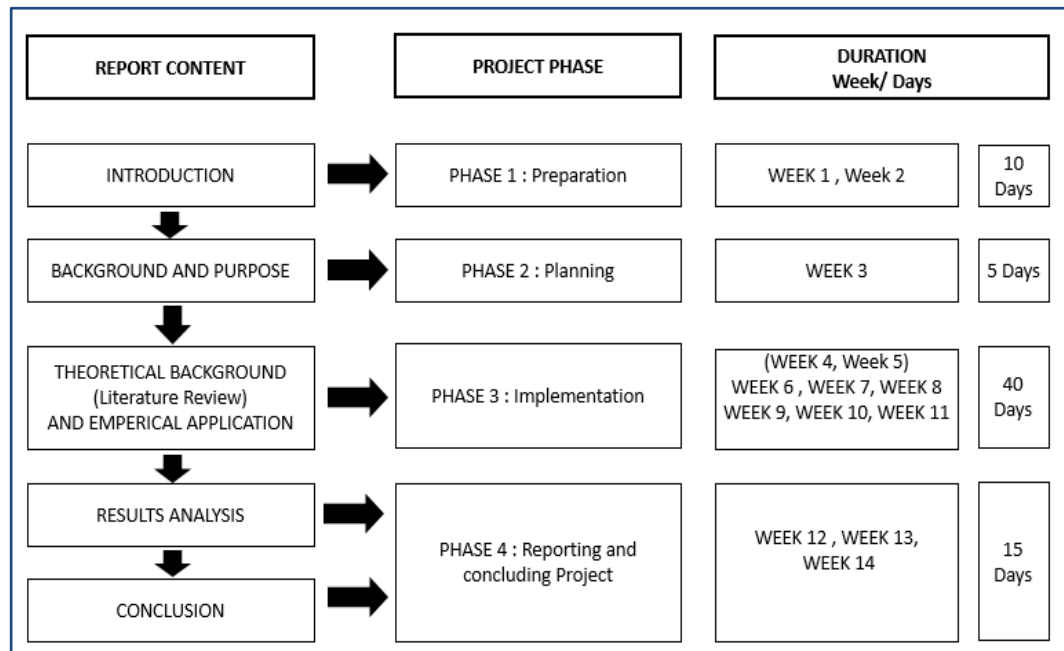 REPORT CONTENT
PROJECT PHASE
DURATION
Week/ Days
INTRODUCTION
PHASE 1 : Preparation
WEEK 1 , Week 2
10
Days
BACKGROUND AND PURPOSE
PHASE 2 : Planning
WEEK 3
5 Days
THEORETICAL BACKGROUND
(Literature Review)
AND EMPERICAL APPLICATION
PHASE 3 : Implementation
(WEEK 4, Week 5)
WEEK 6 , WEEK 7, WEEK 8
WEEK 9, WEEK 10, WEEK 11
40
Days
RESULTS ANALYSIS
PHASE 4 : Reporting and
concluding Project
WEEK 12 , WEEK 13,
WEEK 14
15
Days
CONCLUSION